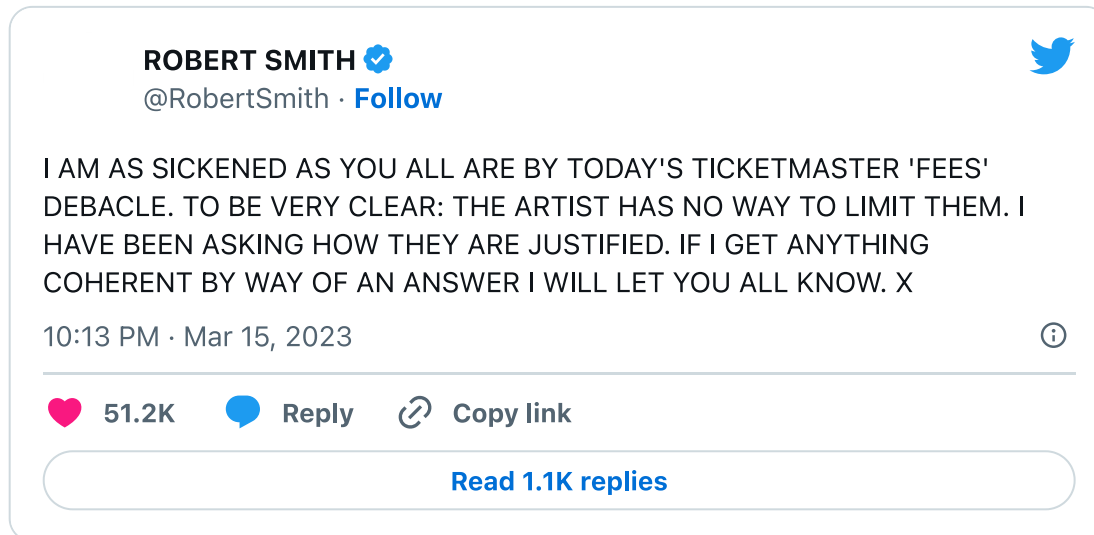 ROBERT SMITH
@RobertSmith · Follow
I AM AS SICKENED AS YOU ALL ARE BY TODAY'S TICKETMASTER 'FEES'
DEBACLE. TO BE VERY CLEAR: THE ARTIST HAS NO WAY TO LIMIT THEM. I
HAVE BEEN ASKING HOW THEY ARE JUSTIFIED. IF I GET ANYTHING
COHERENT BY WAY OF AN ANSWER I WILL LET YOU ALL KNOW. X
10:13 PM · Mar 15, 2023
51.2K Reply Copy link
Read 1.1K replies